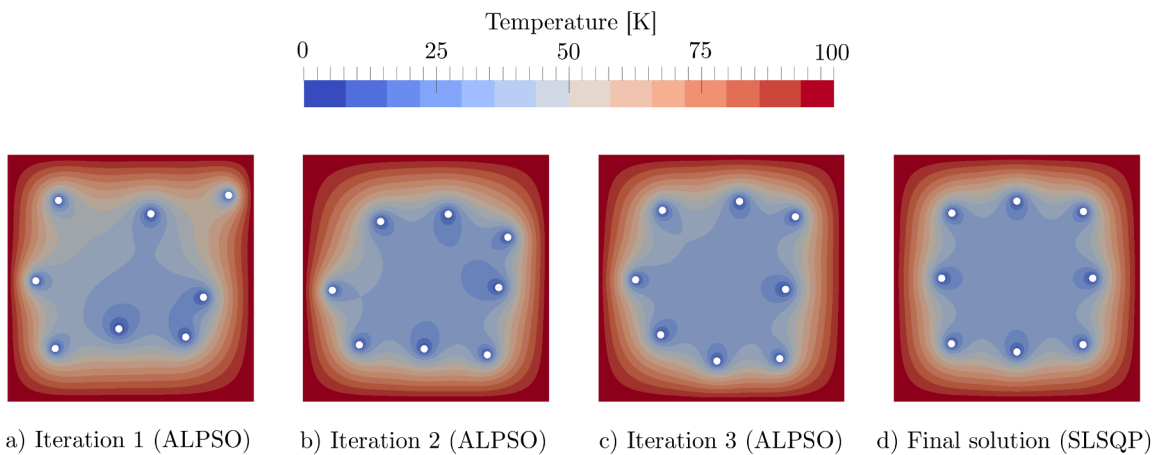 Temperature [K]
0 25 50 75 100
a) Iteration 1 (ALPSO) b) Iteration 2 (ALPSO) c) Iteration 3 (ALPSO) d) Final solution (SLSQP)